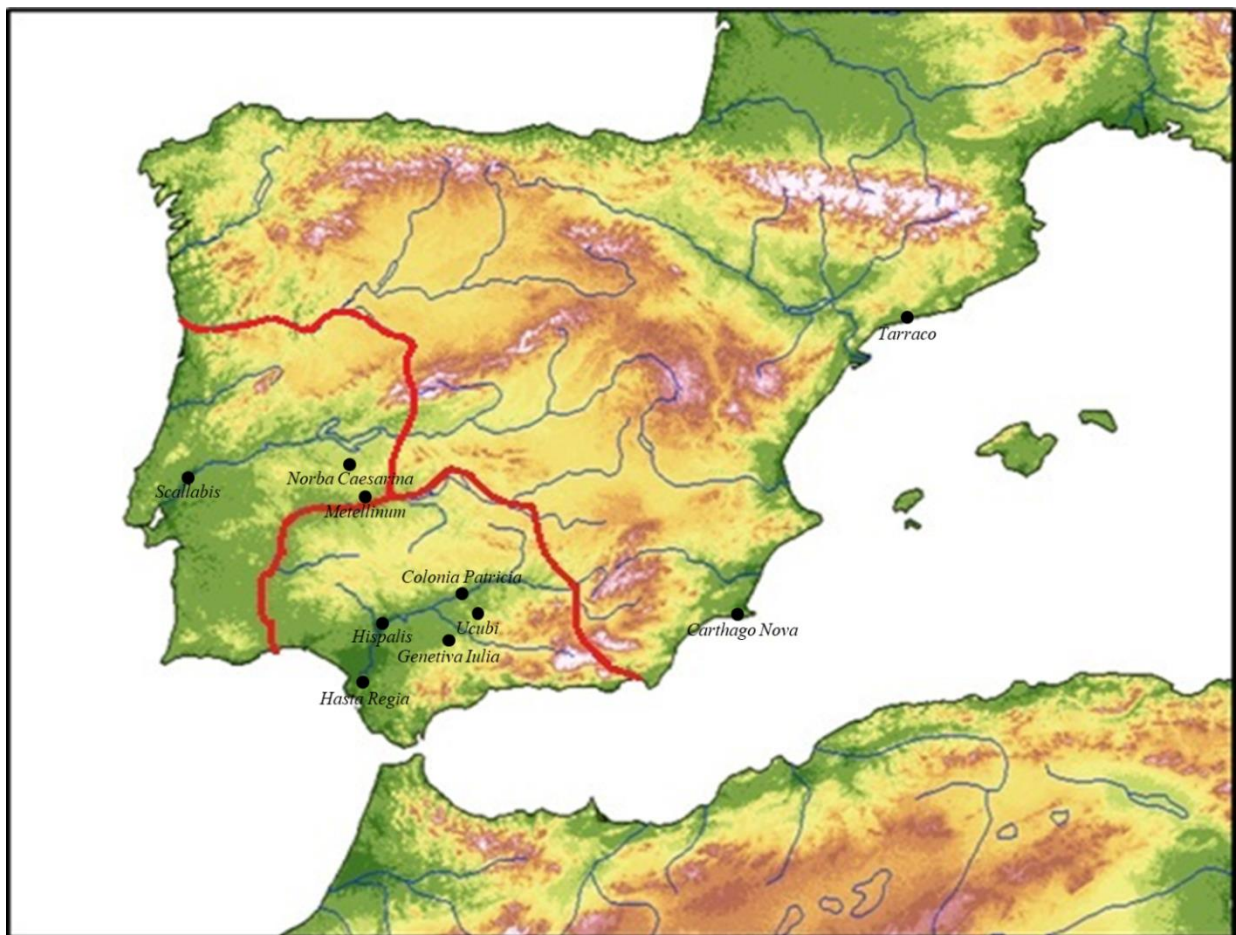 Tarraco
Norba Caesarina
Scallabis
Metellinum
Colonia Patricia
Ucubi
Hispalis
Carthago Nova
Genetiva Iulia
Hasta Regia